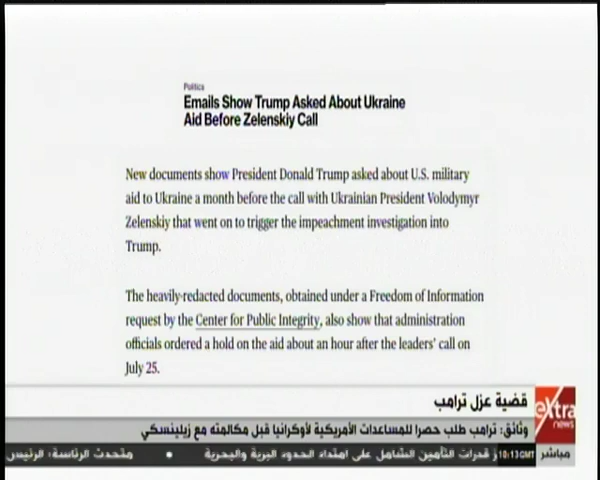 Politics
Emails Show Trump Asked About Ukraine
Aid Before Zelenskiy Call
New documents show President Donald Trump asked about U.S. military
aid to Ukraine a month before the call with Ukrainian President Volodymyr
Zelenskiy that went on to trigger the impeachment investigation into
Trump.
The heavily-redacted documents, obtained under a Freedom of Information
request by the Center for Public Integrity, also show that administration
officials ordered a hold on the aid about an hour after the leaders' call on
July 25.
قضية عزل ترامب
eXtra
news
وثائق: ترامب طلب حصرا للمساعدات الأمريكية لأوكرانيا قبل مكالمته مع زيلينسكي
مباشر
10:13GMT
قدرات التأمين الشامل على امتداد الحدود البرية والبحرية
متحدث الرئاسة: الرئيس